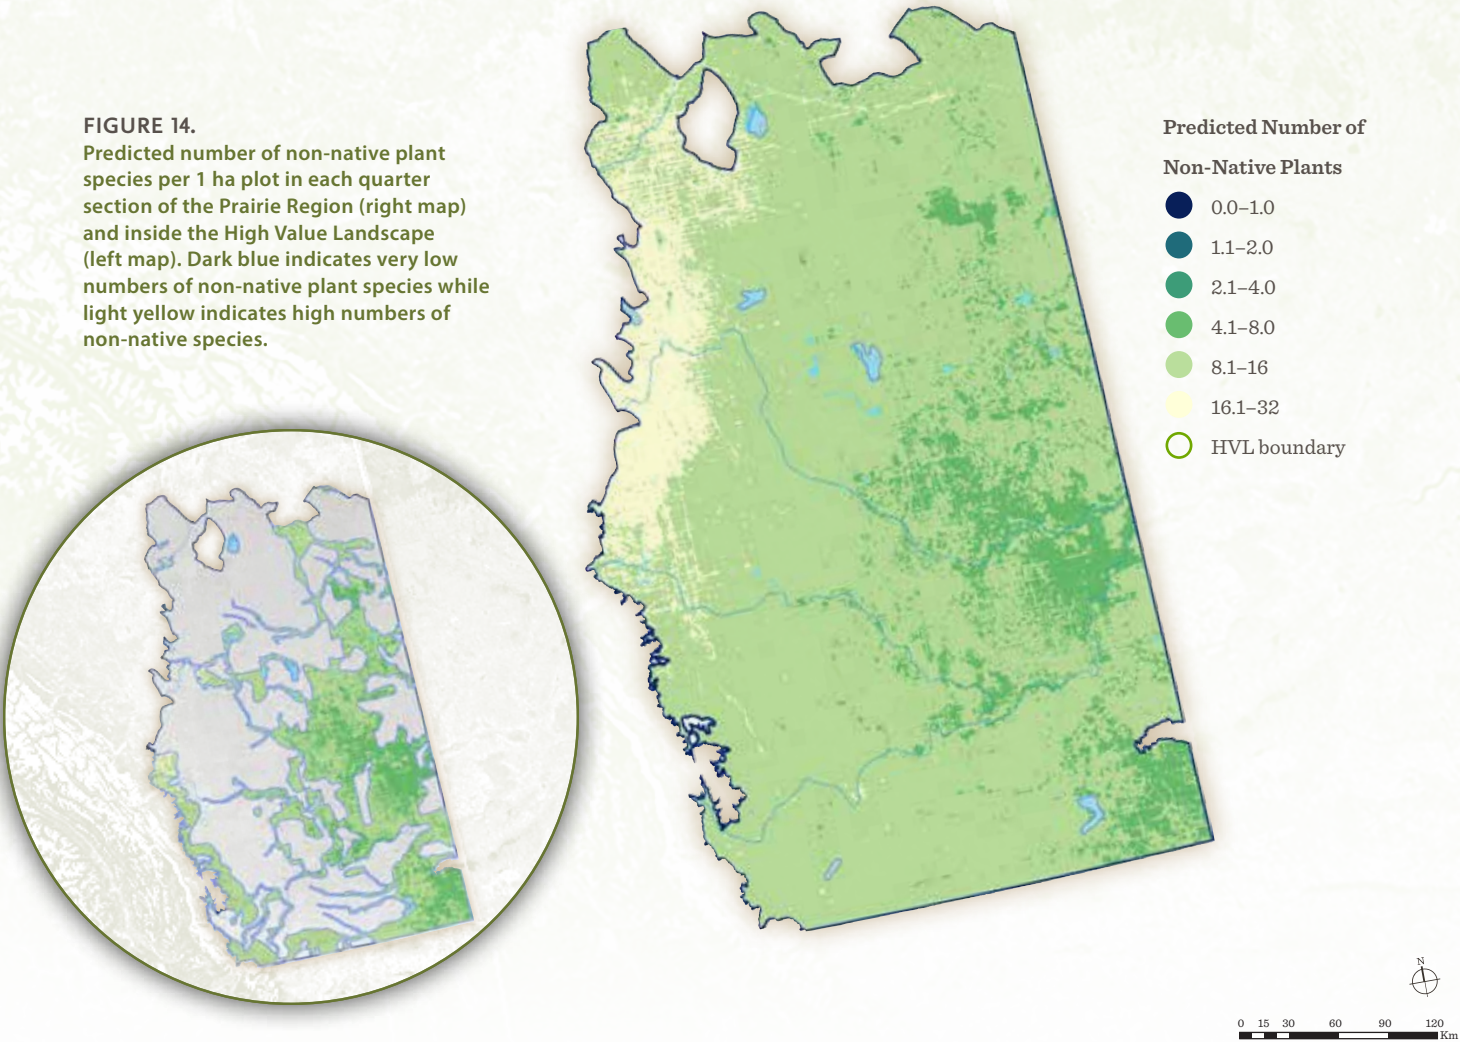 FIGURE 14.
Predicted number of non-native plant
species per 1 ha plot in each quarter
section of the Prairie Region (right map)
and inside the High Value Landscape
(left map). Dark blue indicates very low
numbers of non-native plant species while
light yellow indicates high numbers of
non-native species.
Predicted Number of
Non-Native Plants
0.0–1.0
1.1–2.0
2.1–4.0
4.1–8.0
8.1–16
16.1–32
HVL boundary
N
0 15 30 60 90 120
Km